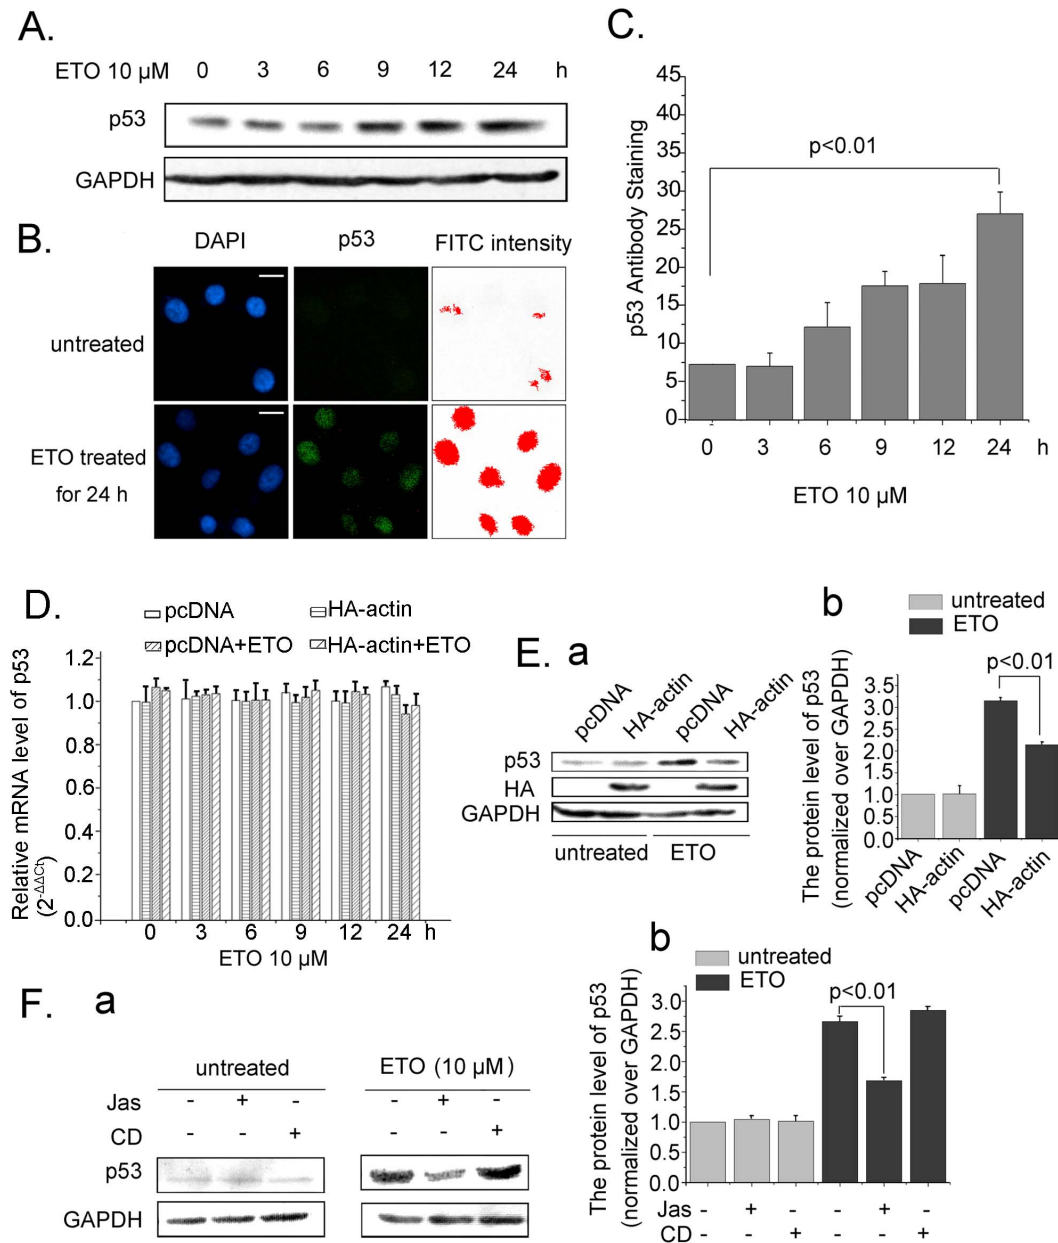 A.
ETO 10 µM 0 3 6 9 12 24 h
p53
GAPDH
B.
DAPI p53 FITC intensity
untreated
ETO treated
for 24 h
C.
p53 Antibody Staining
45
40
35
30
25
20
15
10
5
0
p<0.01
0 3 6 9 12 24 h
ETO 10 µM
D.
pcDNA HA-actin
pcDNA+ETO HA-actin+ETO
Relative mRNA level of p53
(2-ΔΔCt)
1.2
1.0
0.8
0.6
0.4
0.2
0.0
0 3 6 9 12 24 h
ETO 10 µM
E. a
pcDNA HA-actin pcDNA HA-actin
p53
HA
GAPDH
untreated ETO
b
untreated
ETO
The protein level of p53
(normalized over GAPDH)
3.5
3.0
2.5
2.0
1.5
1.0
0.5
0.0
p<0.01
pcDNA HA-actin pcDNA HA-actin
F. a
untreated ETO (10 µM)
Jas - + - - + -
CD - - + - - +
p53
GAPDH
b
untreated
ETO
The protein level of p53
(normalized over GAPDH)
3.0
2.5
2.0
1.5
1.0
0.5
0.0
p<0.01
Jas - + - - + -
CD - - + - - +